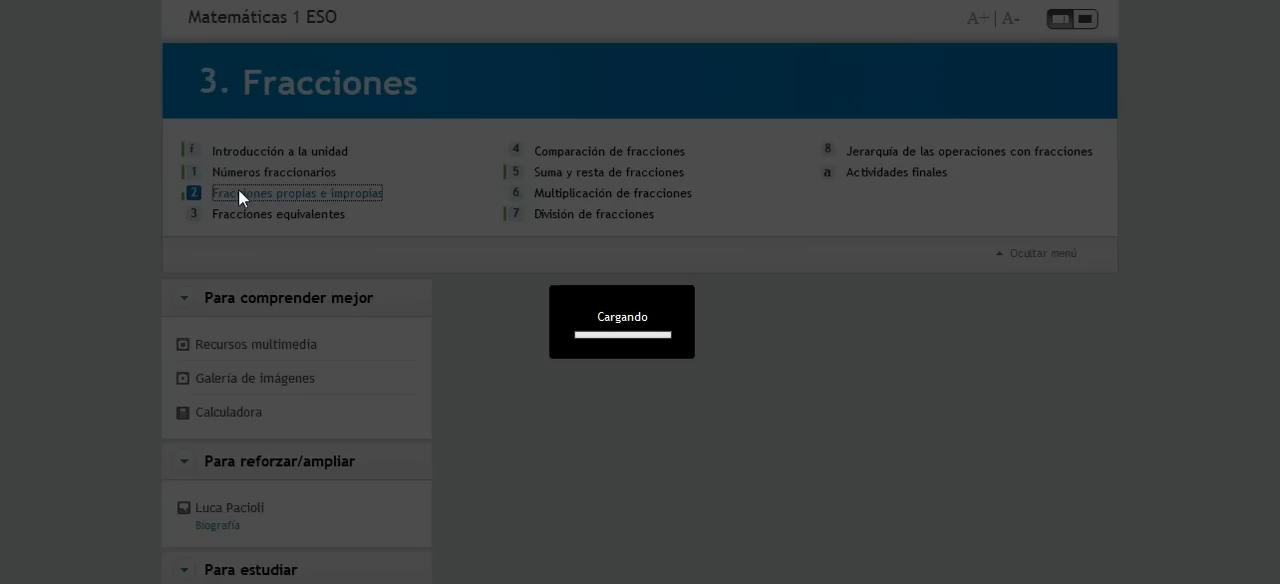 Matemáticas 1 ESO
A+ | A-
3. Fracciones
i Introducción a la unidad
1 Números fraccionarios
2 Fracciones propias e impropias
3 Fracciones equivalentes
4 Comparación de fracciones
5 Suma y resta de fracciones
6 Multiplicación de fracciones
7 División de fracciones
8 Jerarquía de las operaciones con fracciones
a Actividades finales
Ocultar menú
Para comprender mejor
Recursos multimedia
Galería de imágenes
Calculadora
Para reforzar/ampliar
Luca Pacioli
Biografía
Para estudiar
Cargando